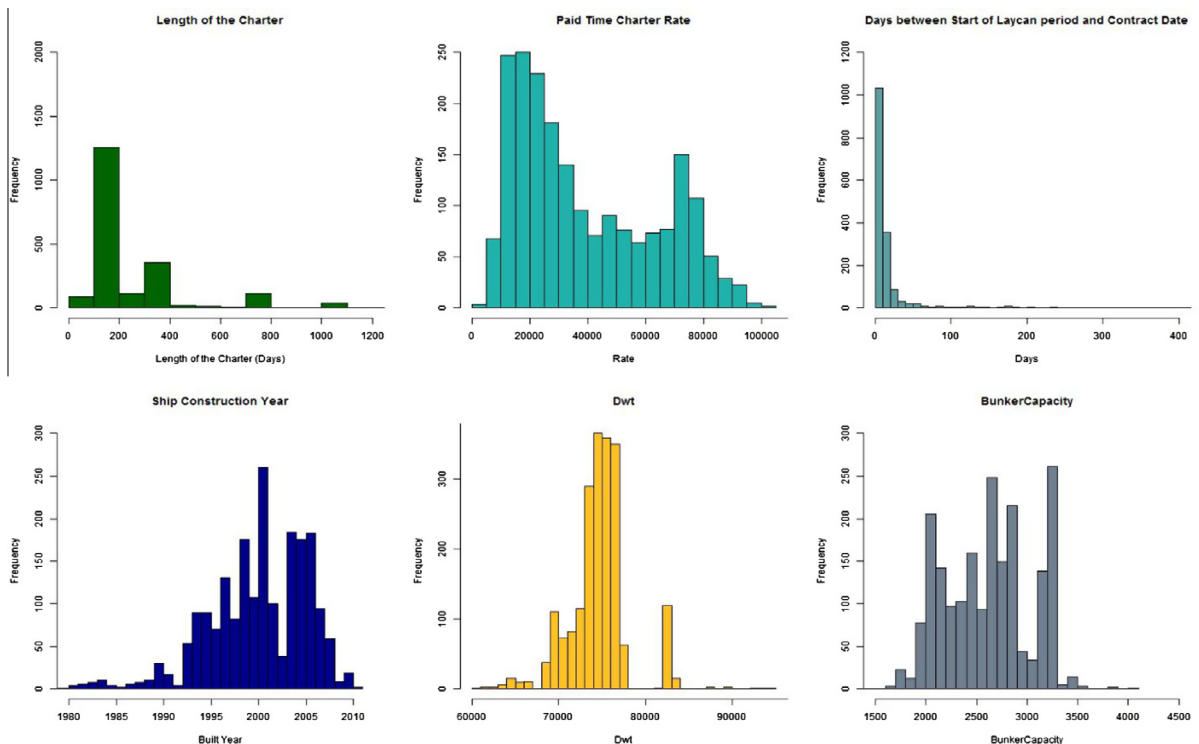 Length of the Charter
Frequency
0 500 1000 1500 2000
0 200 400 600 800 1000 1200
Length of the Charter (Days)
Paid Time Charter Rate
Frequency
0 50 100 150 200 250
0 20000 40000 60000 80000 100000
Rate
Days between Start of Laycan period and Contract Date
Frequency
0 200 400 600 800 1000 1200
0 100 200 300 400
Days
Ship Construction Year
Frequency
0 50 100 150 200 250 300
1980 1985 1990 1995 2000 2005 2010
Built Year
Dwt
Frequency
0 100 200 300
60000 70000 80000 90000
Dwt
BunkerCapacity
Frequency
0 50 100 150 200 250 300
1500 2000 2500 3000 3500 4000 4500
BunkerCapacity